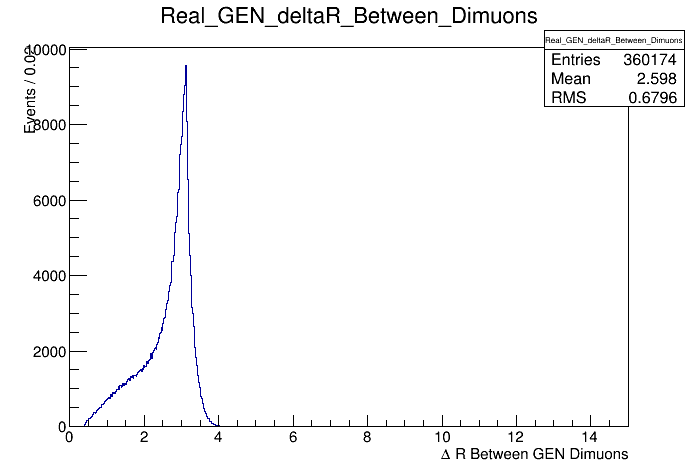 Real_GEN_deltaR_Between_Dimuons
Real_GEN_deltaR_Between_Dimuons
Entries 360174
Mean 2.598
RMS 0.6796
Events / 0.02
10000
8000
6000
4000
2000
0
0 2 4 6 8 10 12 14
Δ R Between GEN Dimuons